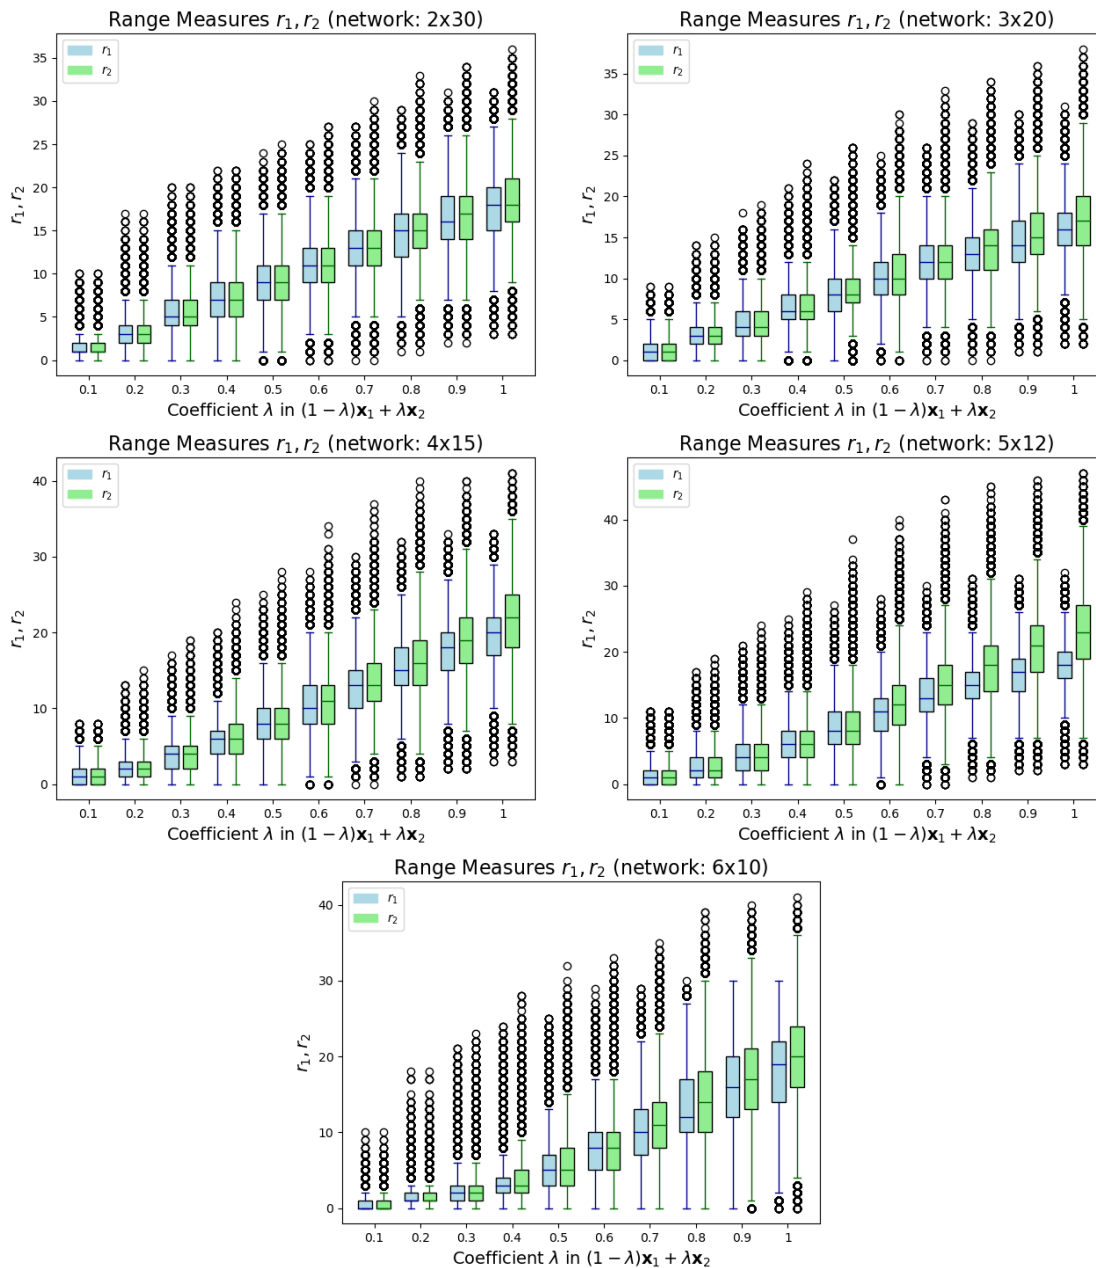 Range Measures r₁, r₂ (network: 2x30)
r₁
r₂
r₁, r₂
35
30
25
20
15
10
5
0
0.1 0.2 0.3 0.4 0.5 0.6 0.7 0.8 0.9 1
Coefficient λ in (1 − λ)x₁ + λx₂
Range Measures r₁, r₂ (network: 3x20)
r₁
r₂
r₁, r₂
35
30
25
20
15
10
5
0
0.1 0.2 0.3 0.4 0.5 0.6 0.7 0.8 0.9 1
Coefficient λ in (1 − λ)x₁ + λx₂
Range Measures r₁, r₂ (network: 4x15)
r₁
r₂
r₁, r₂
40
30
20
10
0
0.1 0.2 0.3 0.4 0.5 0.6 0.7 0.8 0.9 1
Coefficient λ in (1 − λ)x₁ + λx₂
Range Measures r₁, r₂ (network: 5x12)
r₁
r₂
r₁, r₂
40
30
20
10
0
0.1 0.2 0.3 0.4 0.5 0.6 0.7 0.8 0.9 1
Coefficient λ in (1 − λ)x₁ + λx₂
Range Measures r₁, r₂ (network: 6x10)
r₁
r₂
r₁, r₂
40
30
20
10
0
0.1 0.2 0.3 0.4 0.5 0.6 0.7 0.8 0.9 1
Coefficient λ in (1 − λ)x₁ + λx₂